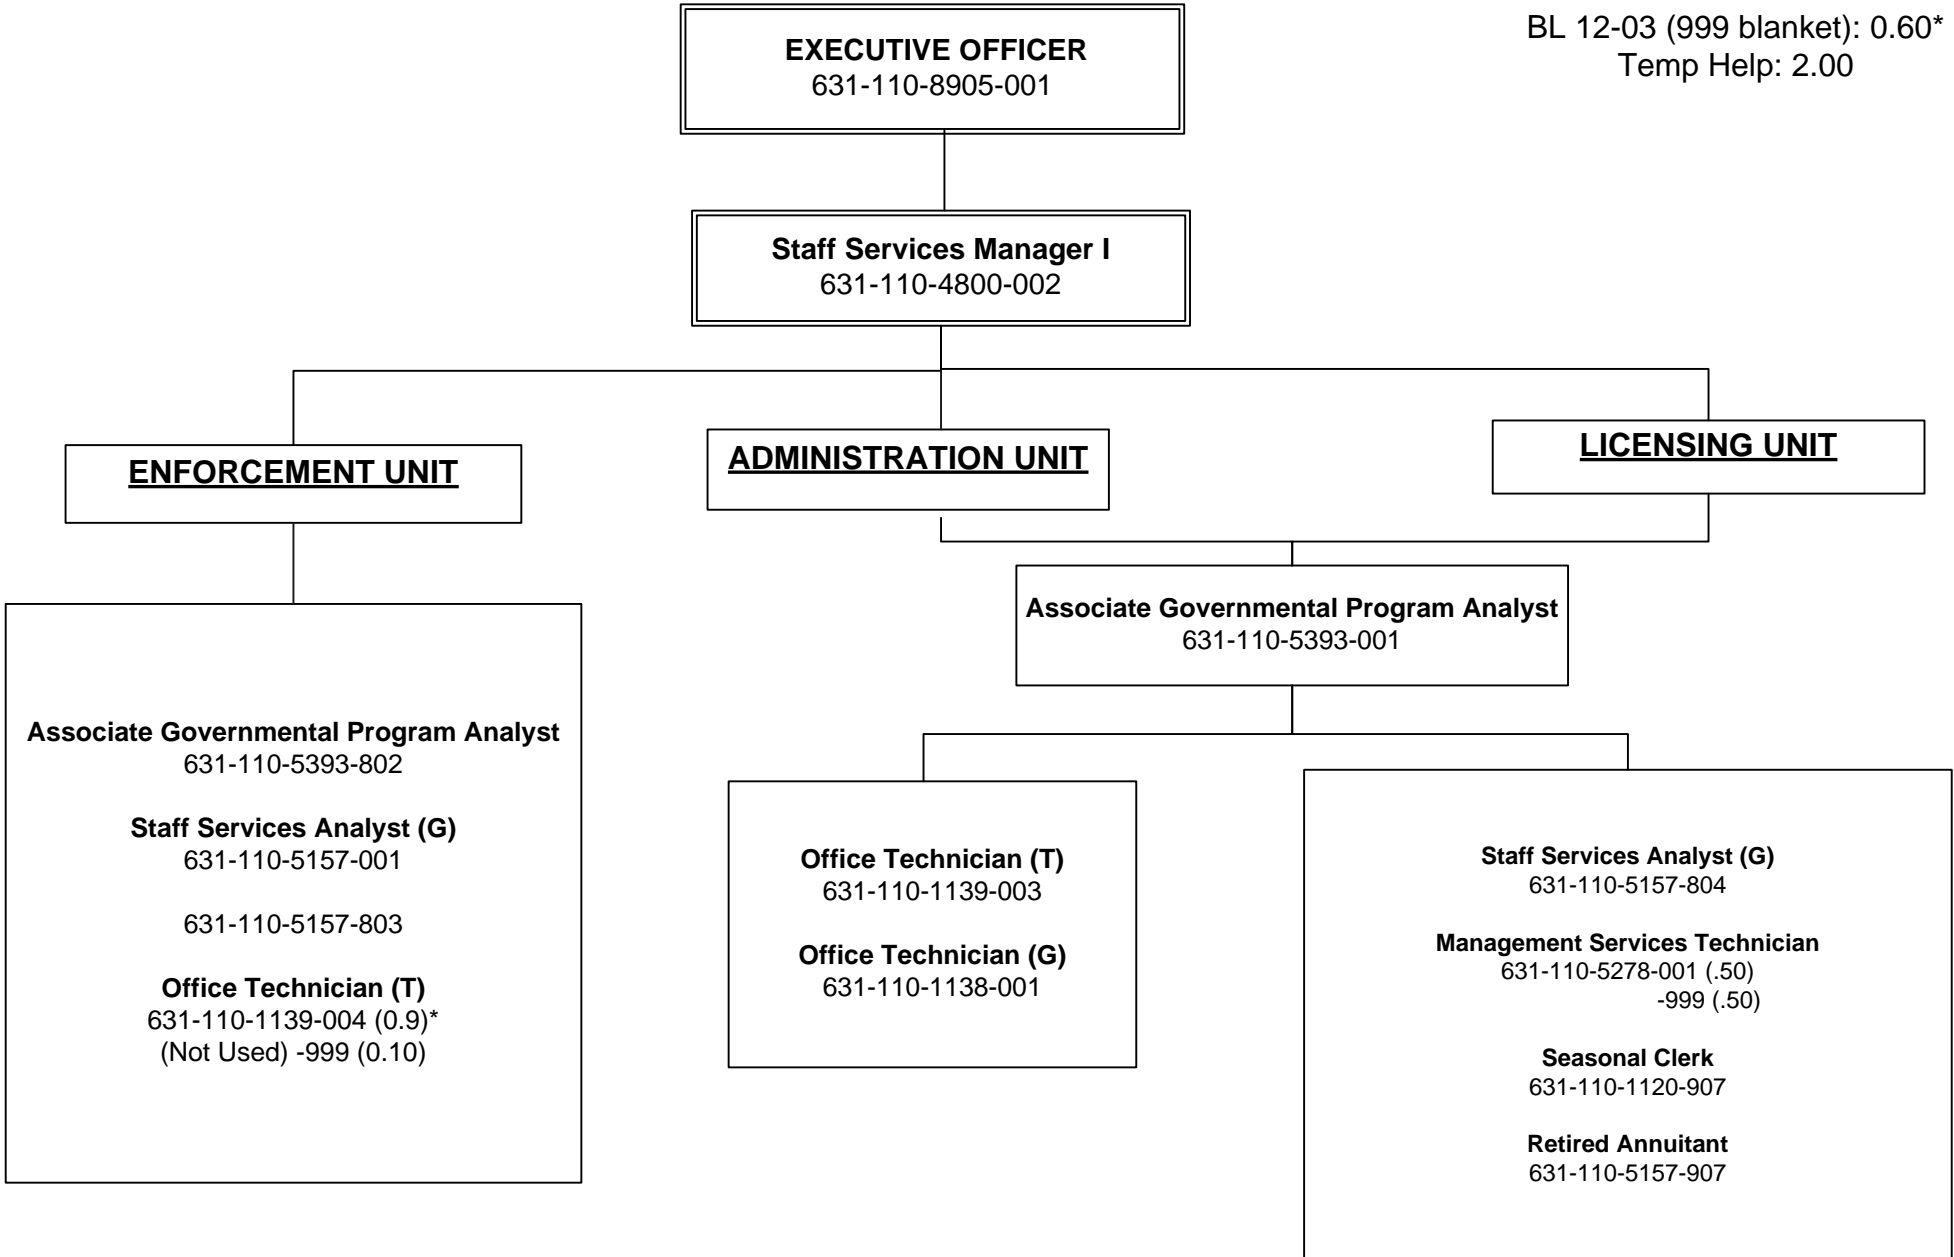 EXECUTIVE OFFICER
631-110-8905-001
BL 12-03 (999 blanket): 0.60*
Temp Help: 2.00
Staff Services Manager I
631-110-4800-002
ENFORCEMENT UNIT
ADMINISTRATION UNIT
LICENSING UNIT
Associate Governmental Program Analyst
631-110-5393-001
Associate Governmental Program Analyst
631-110-5393-802
Staff Services Analyst (G)
631-110-5157-001
631-110-5157-803
Office Technician (T)
631-110-1139-004 (0.9)*
(Not Used) -999 (0.10)
Office Technician (T)
631-110-1139-003
Office Technician (G)
631-110-1138-001
Staff Services Analyst (G)
631-110-5157-804
Management Services Technician
631-110-5278-001 (.50)
-999 (.50)
Seasonal Clerk
631-110-1120-907
Retired Annuitant
631-110-5157-907